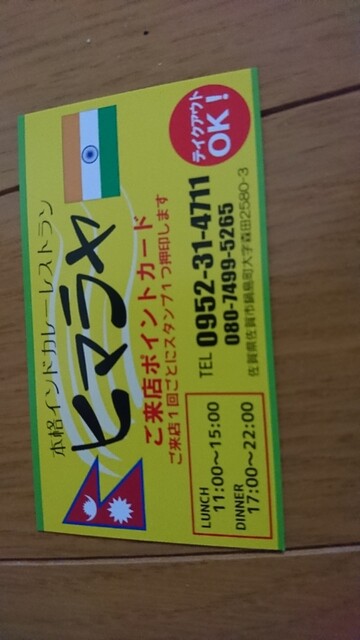 本格インドカレーレストラン
ヒマラヤ
テイクアウト
OK!
ご来店ポイントカード
ご来店1回ごとにスタンプ1つ押印します
LUNCH
11:00～15:00
DINNER
17:00～22:00
TEL 0952-31-4711
080-7499-5265
佐賀県佐賀市鍋島町大字森田2580-3